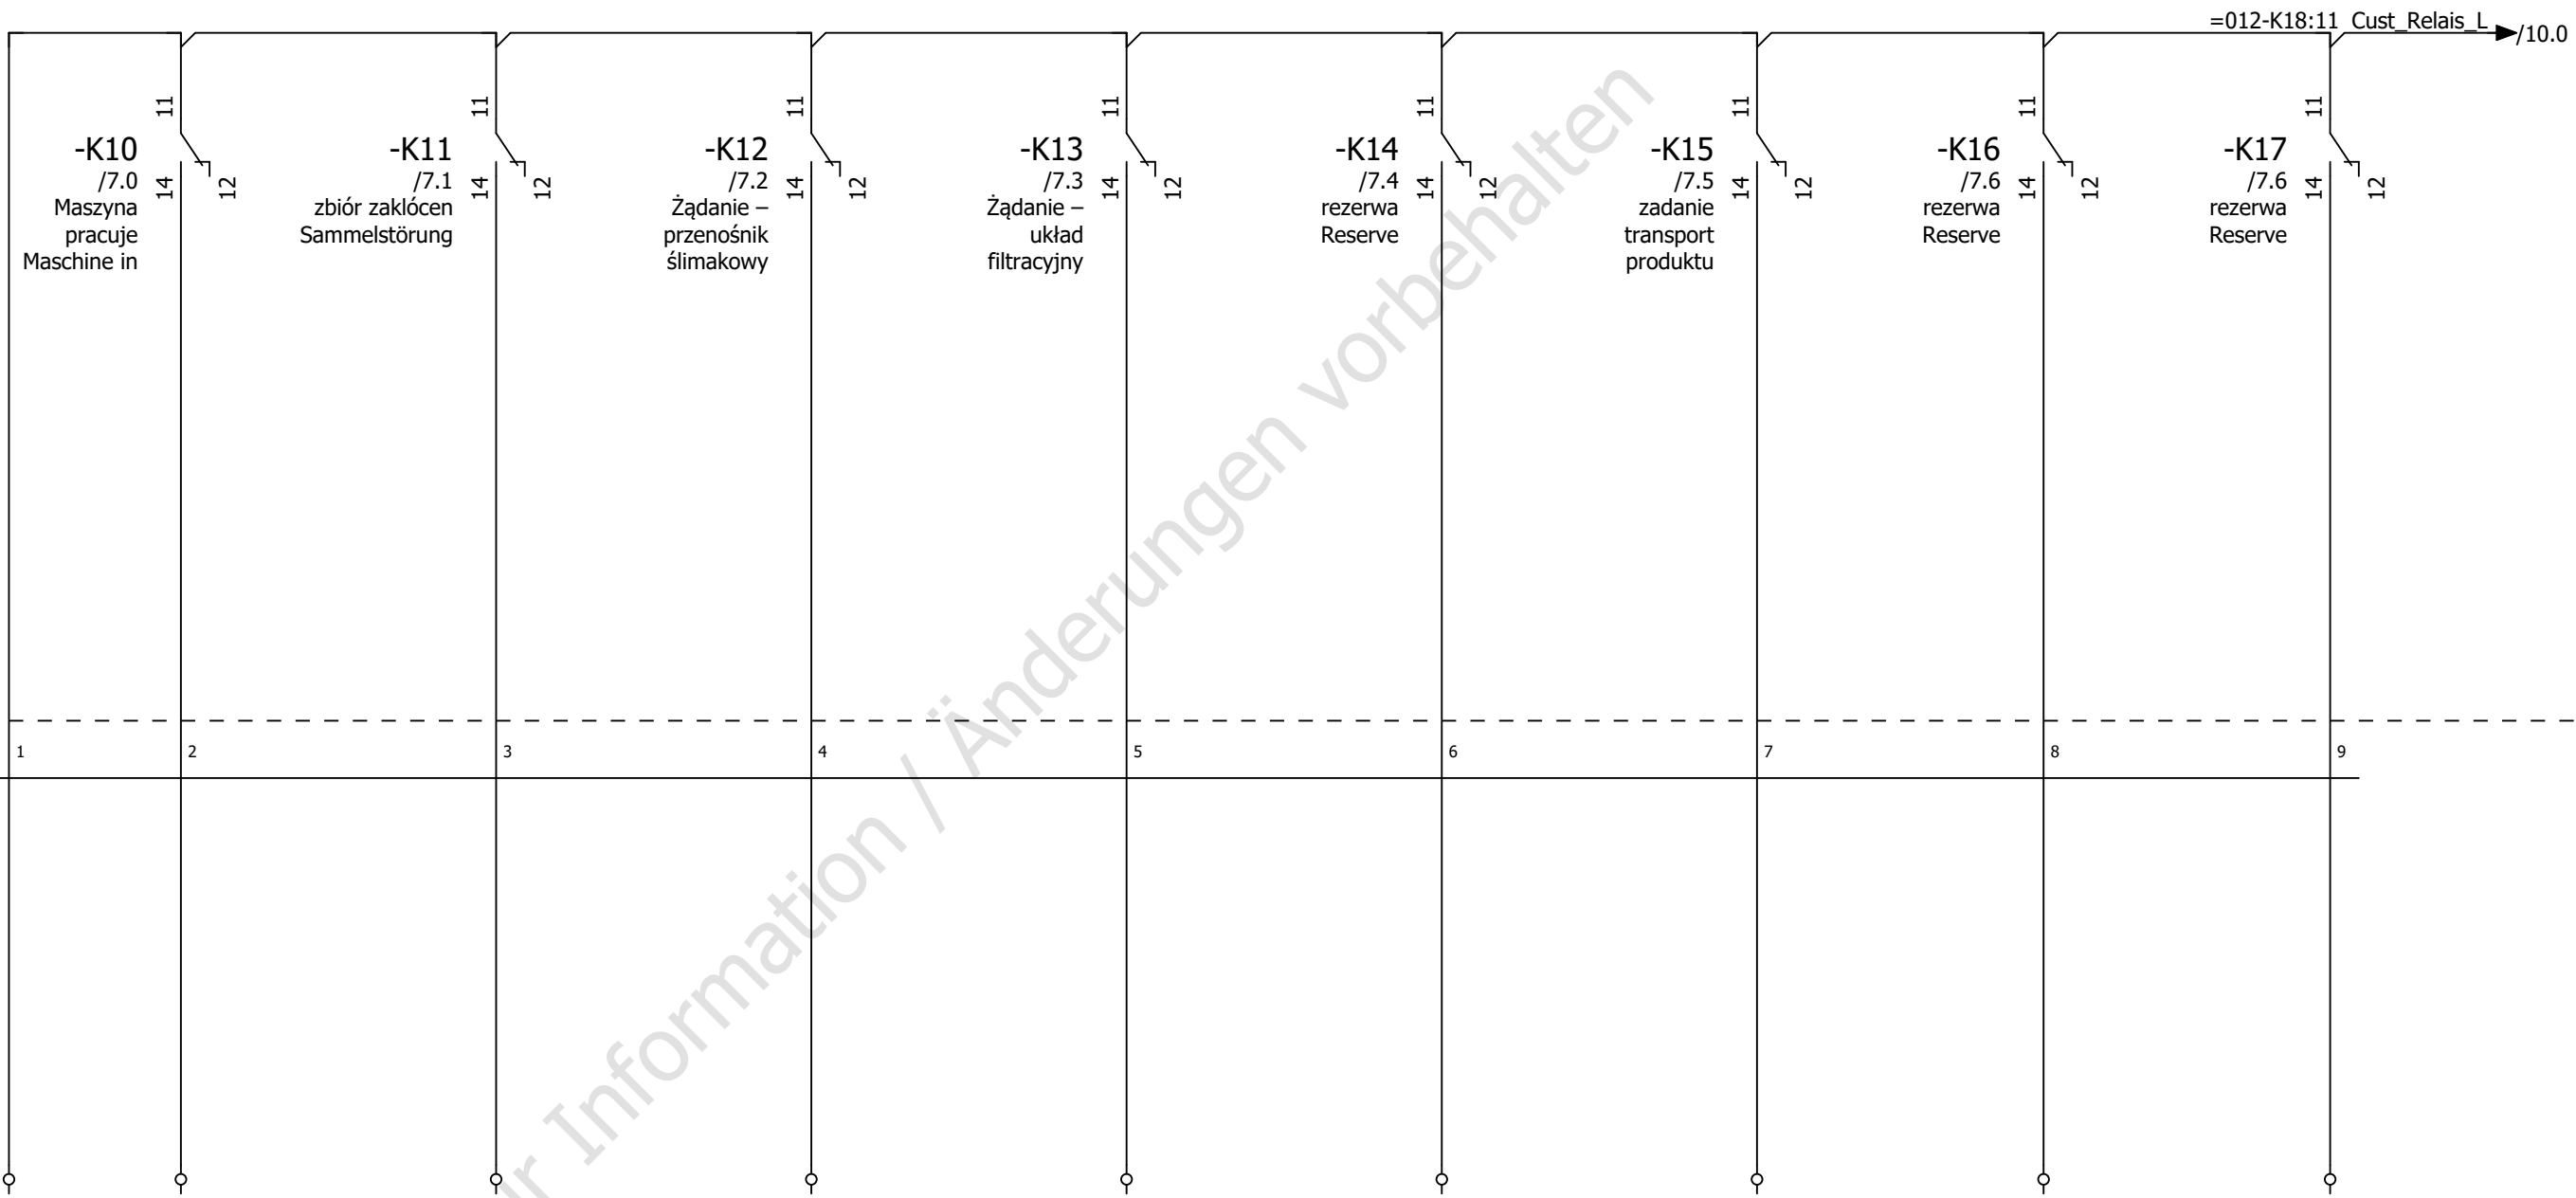 =012-K18:11 Cust_Relais_L /10.0
11 11 11 11 11 11 11 11
-K10
/7.0
Maszyna
pracuje
Maschine in
14 12
-K11
/7.1
zbiór zaklócen
Sammelstörung
14 12
-K12
/7.2
Żądanie –
przenośnik
ślimakowy
14 12
-K13
/7.3
Żądanie –
układ
filtracyjny
14 12
-K14
/7.4
rezerwa
Reserve
14 12
-K15
/7.5
zadanie
transport
produktu
14 12
-K16
/7.6
rezerwa
Reserve
14 12
-K17
/7.6
rezerwa
Reserve
14 12
1 2 3 4 5 6 7 8 9
r Information / Änderungen vorbehalten